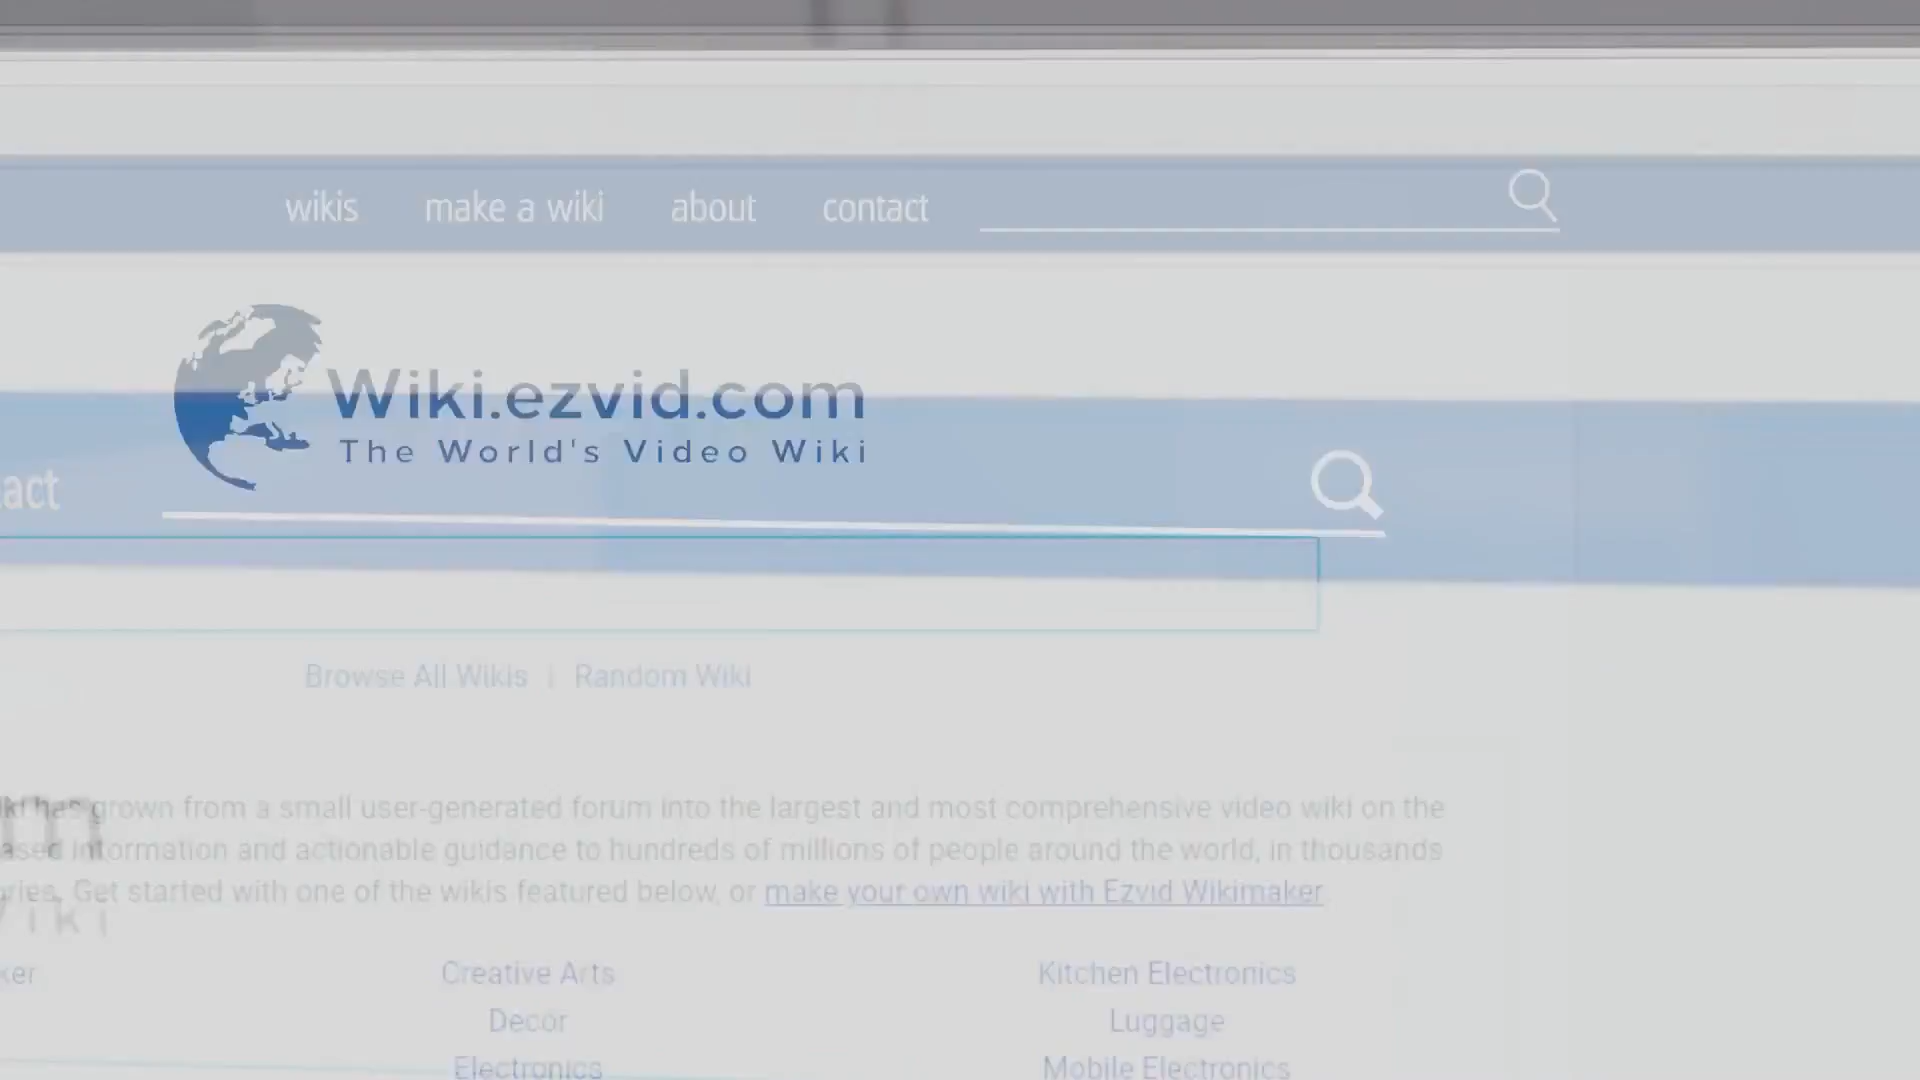 wikis make a wiki about contact
Wiki.ezvid.com
The World's Video Wiki
Browse All Wikis | Random Wiki
has grown from a small user-generated forum into the largest and most comprehensive video wiki on the
information and actionable guidance to hundreds of millions of people around the world, in thousands
Get started with one of the wikis featured below, or make your own wiki with Ezvid Wikimaker
Creative Arts Kitchen Electronics
Decor Luggage
Electronics Mobile Electronics